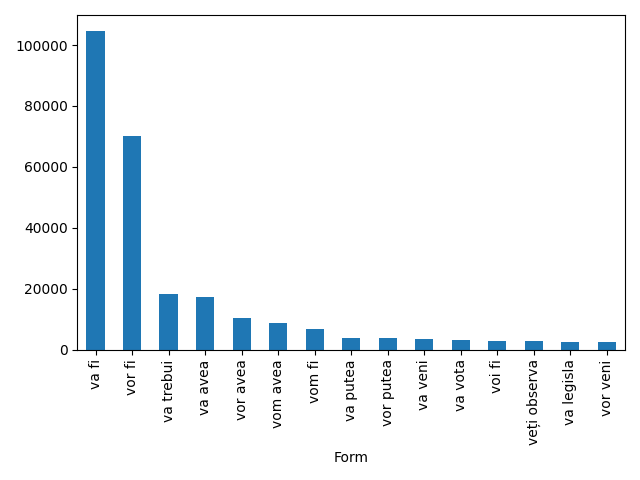 100000
80000
60000
40000
20000
0
va fi
vor fi
va trebui
va avea
vor avea
vom avea
vom fi
va putea
vor putea
va veni
va vota
voi fi
veți observa
va legisla
vor veni
Form